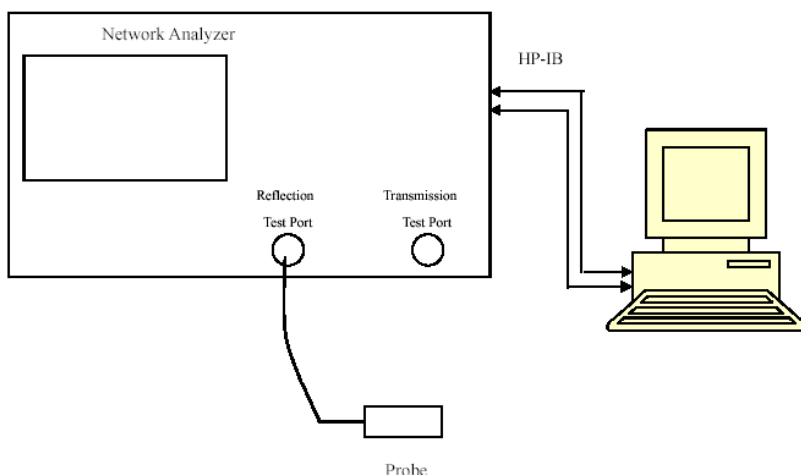 Network Analyzer
HP-IB
Reflection
Test Port
Transmission
Test Port
Probe